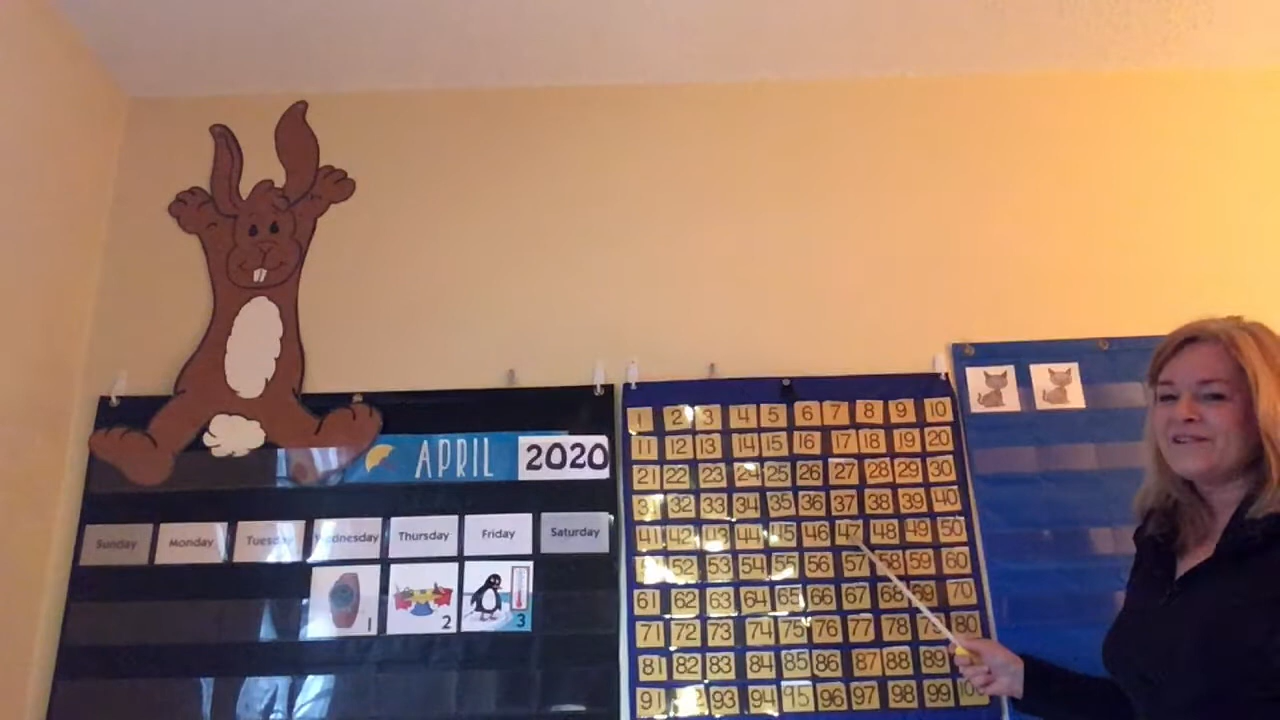 APRIL 2020
Sunday Monday Tuesday Wednesday Thursday Friday Saturday
1 2 3
1 2 3 4 5 6 7 8 9 10
11 12 13 14 15 16 17 18 19 20
21 22 23 24 25 26 27 28 29 30
31 32 33 34 35 36 37 38 39 40
41 42 43 44 45 46 47 48 49 50
52 53 54 55 56 57 58 59 60
61 62 63 64 65 66 67 68 69 70
71 72 73 74 75 76 77 78 79 80
81 82 83 84 85 86 87 88 89
91 93 94 95 96 97 98 99 100